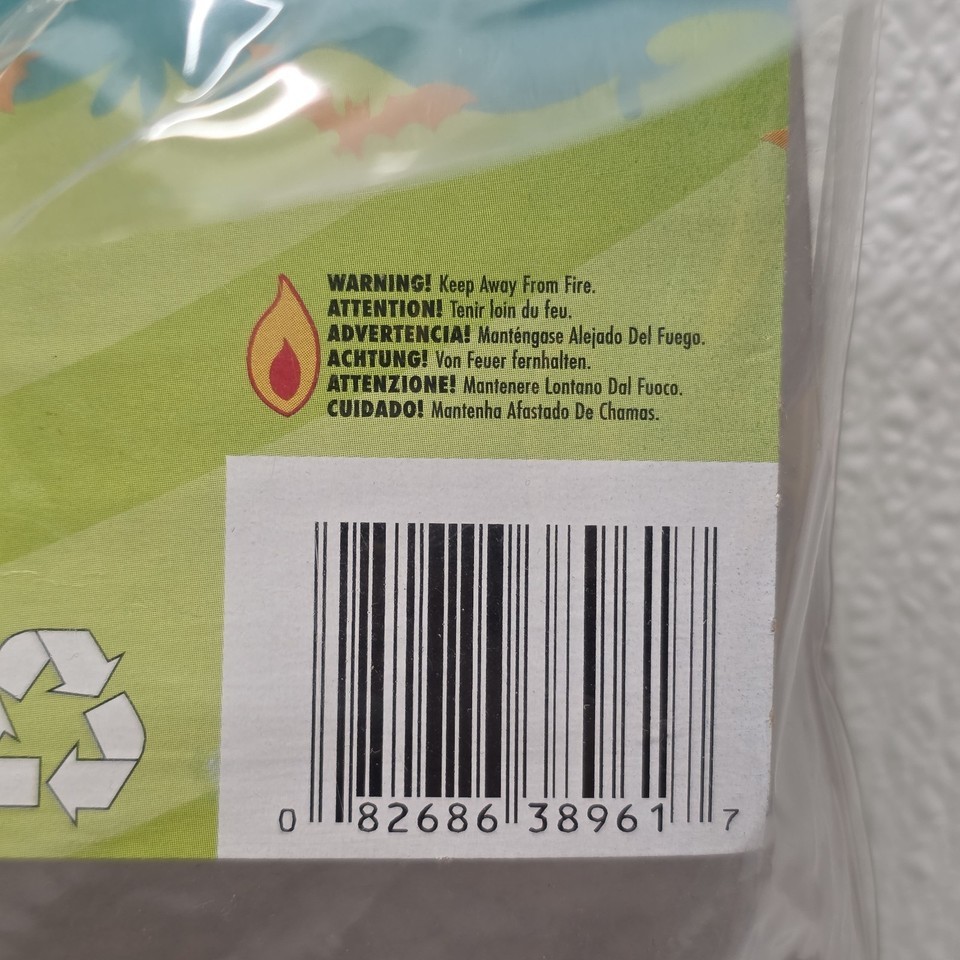 WARNING! Keep Away From Fire.
ATTENTION! Tenir loin du feu.
ADVERTENCIA! Manténgase Alejado Del Fuego.
ACHTUNG! Von Feuer fernhalten.
ATTENZIONE! Mantenere Lontano Dal Fuoco.
CUIDADO! Mantenha Afastado De Chamas.
0 82686 38961 7